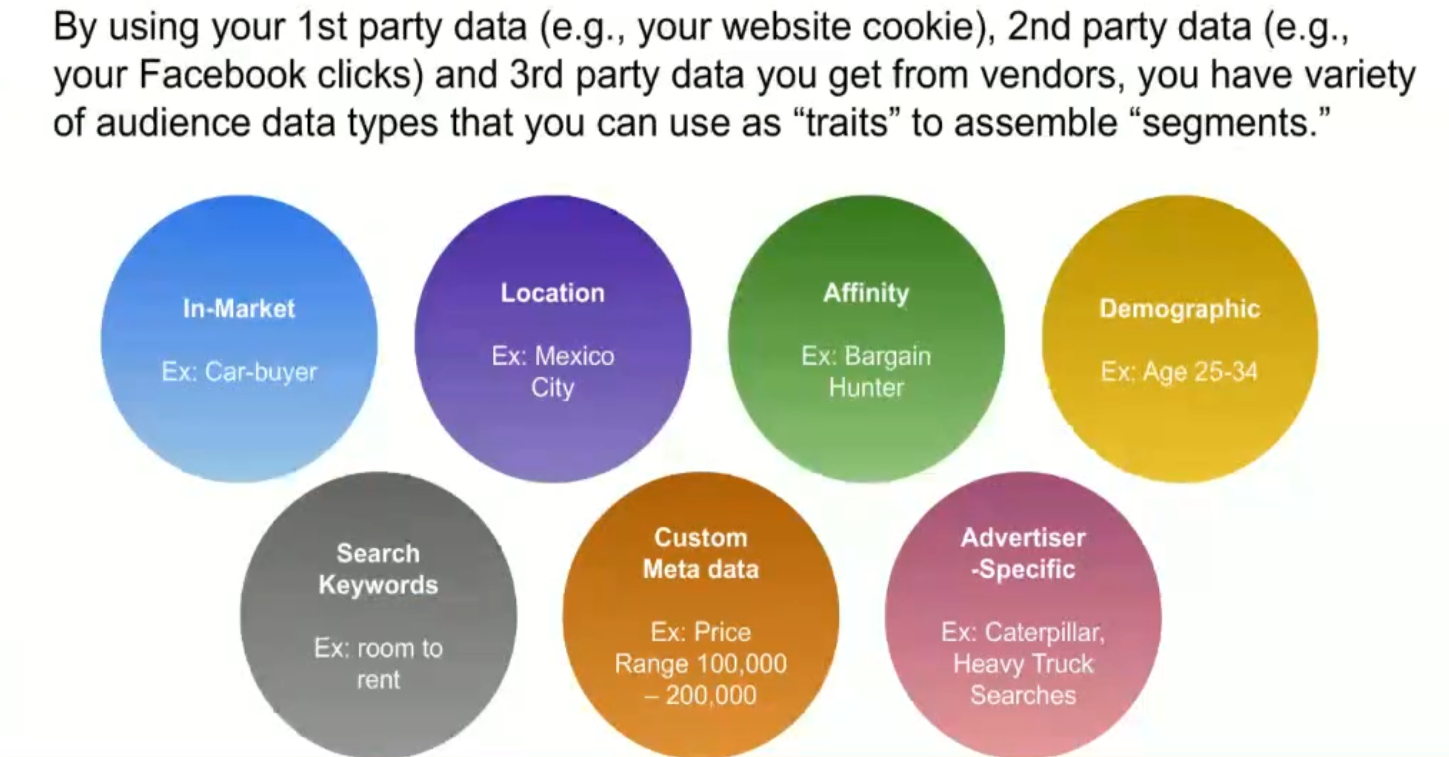 By using your 1st party data (e.g., your website cookie), 2nd party data (e.g.,
your Facebook clicks) and 3rd party data you get from vendors, you have variety
of audience data types that you can use as “traits” to assemble “segments.”
In-Market
Ex: Car-buyer
Location
Ex: Mexico
City
Affinity
Ex: Bargain
Hunter
Demographic
Ex: Age 25-34
Search
Keywords
Ex: room to
rent
Custom
Meta data
Ex: Price
Range 100,000
– 200,000
Advertiser
-Specific
Ex: Caterpillar,
Heavy Truck
Searches